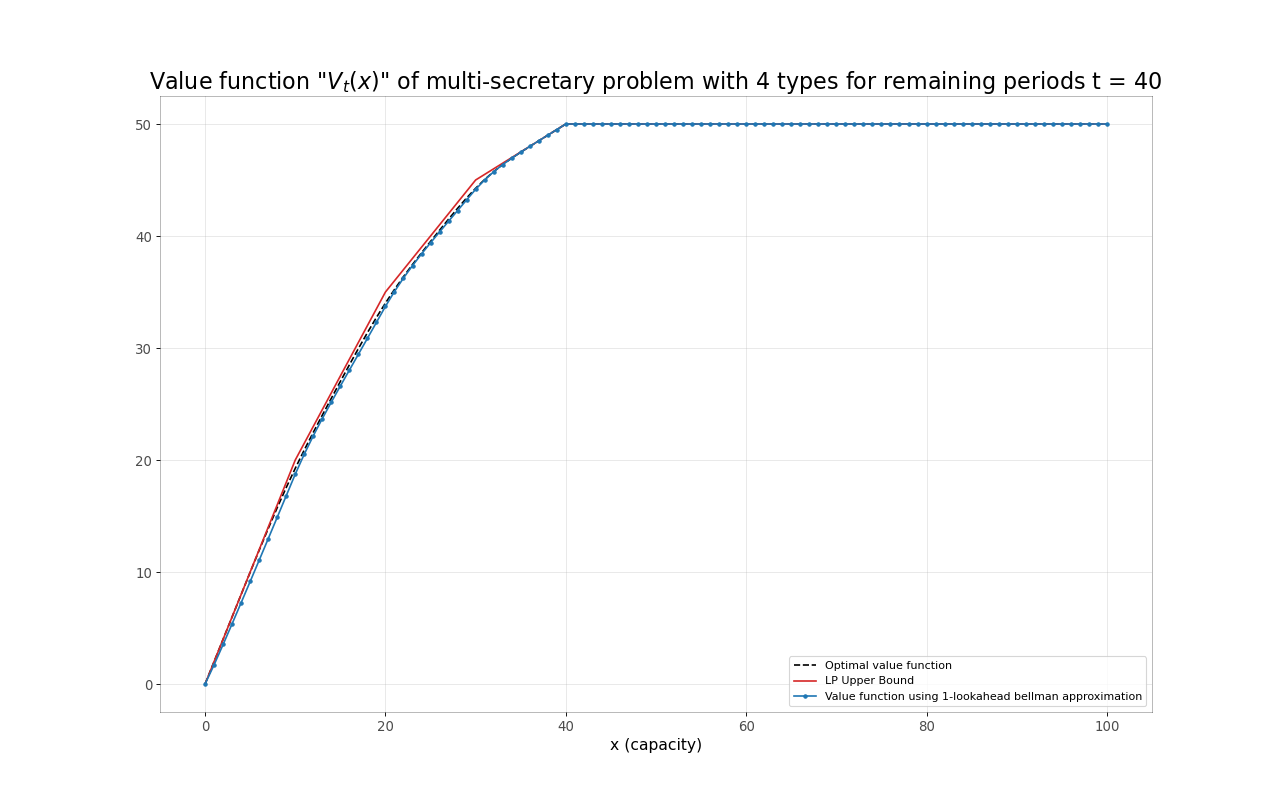 Value function "V_t(x)" of multi-secretary problem with 4 types for remaining periods t = 40
50
40
30
20
10
0
0 20 40 60 80 100
x (capacity)
Optimal value function
LP Upper Bound
Value function using 1-lookahead bellman approximation